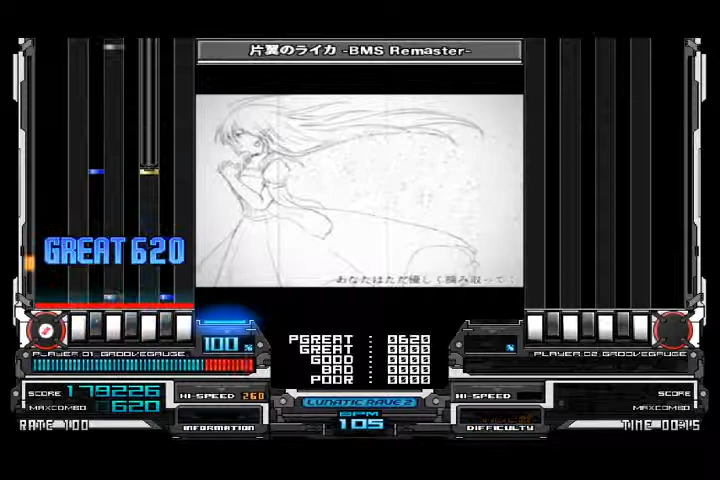 片翼のライカ -BMS Remaster-
GREAT 620
あなたはただ優しく摘み取って
100 %
%
PGREAT : 0620
GREAT : 0000
GOOD : 0000
BAD : 0000
POOR : 0000
PLAYER 01 GROOVEGAUGE
PLAYER 02 GROOVEGAUGE
SCORE 179226
MAXCOMBO 620
HI-SPEED 260
LUNATIC RAVE 2
BPM
105
HI-SPEED
SCORE
MAXCOMBO
RATE 100
INFORMATION
DIFFICULTY
TIME 00:15